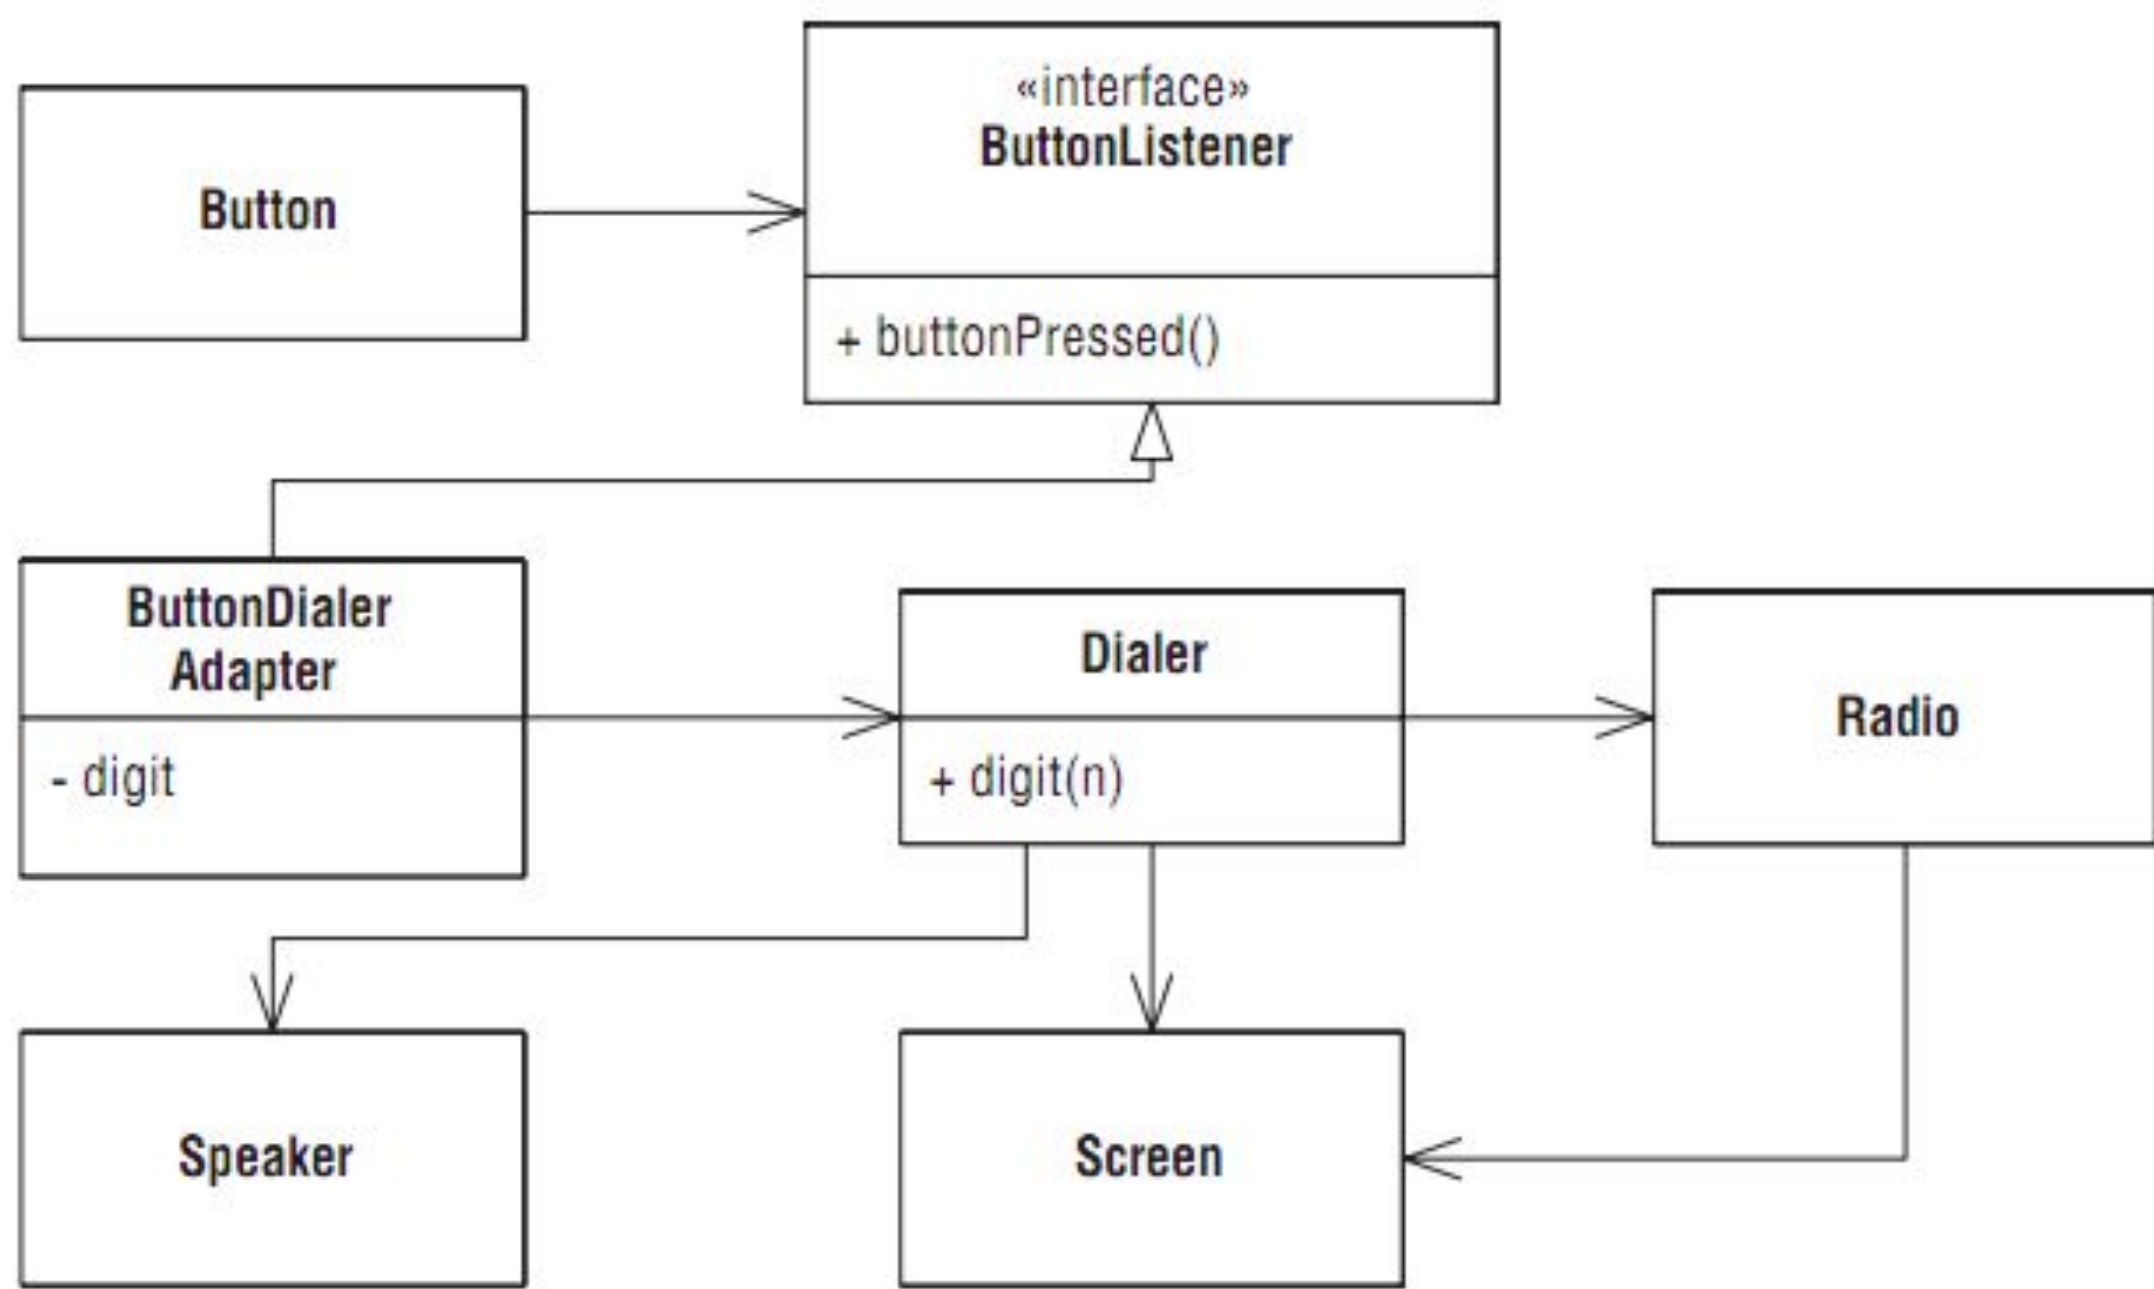 Button
«interface»
ButtonListener
+ buttonPressed()
ButtonDialer
Adapter
- digit
Dialer
+ digit(n)
Radio
Speaker
Screen